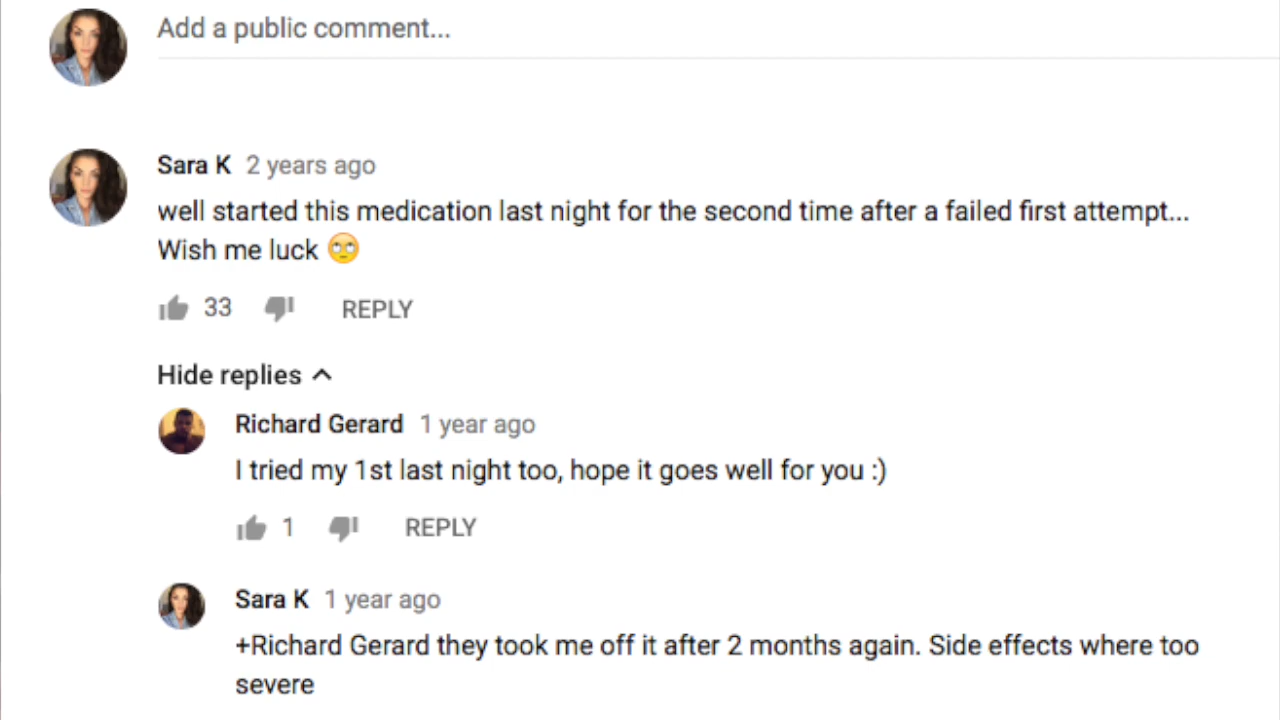 Add a public comment...
Sara K 2 years ago
well started this medication last night for the second time after a failed first attempt...
Wish me luck 🙄
33 REPLY
Hide replies
Richard Gerard 1 year ago
I tried my 1st last night too, hope it goes well for you :)
1 REPLY
Sara K 1 year ago
+Richard Gerard they took me off it after 2 months again. Side effects where too
severe